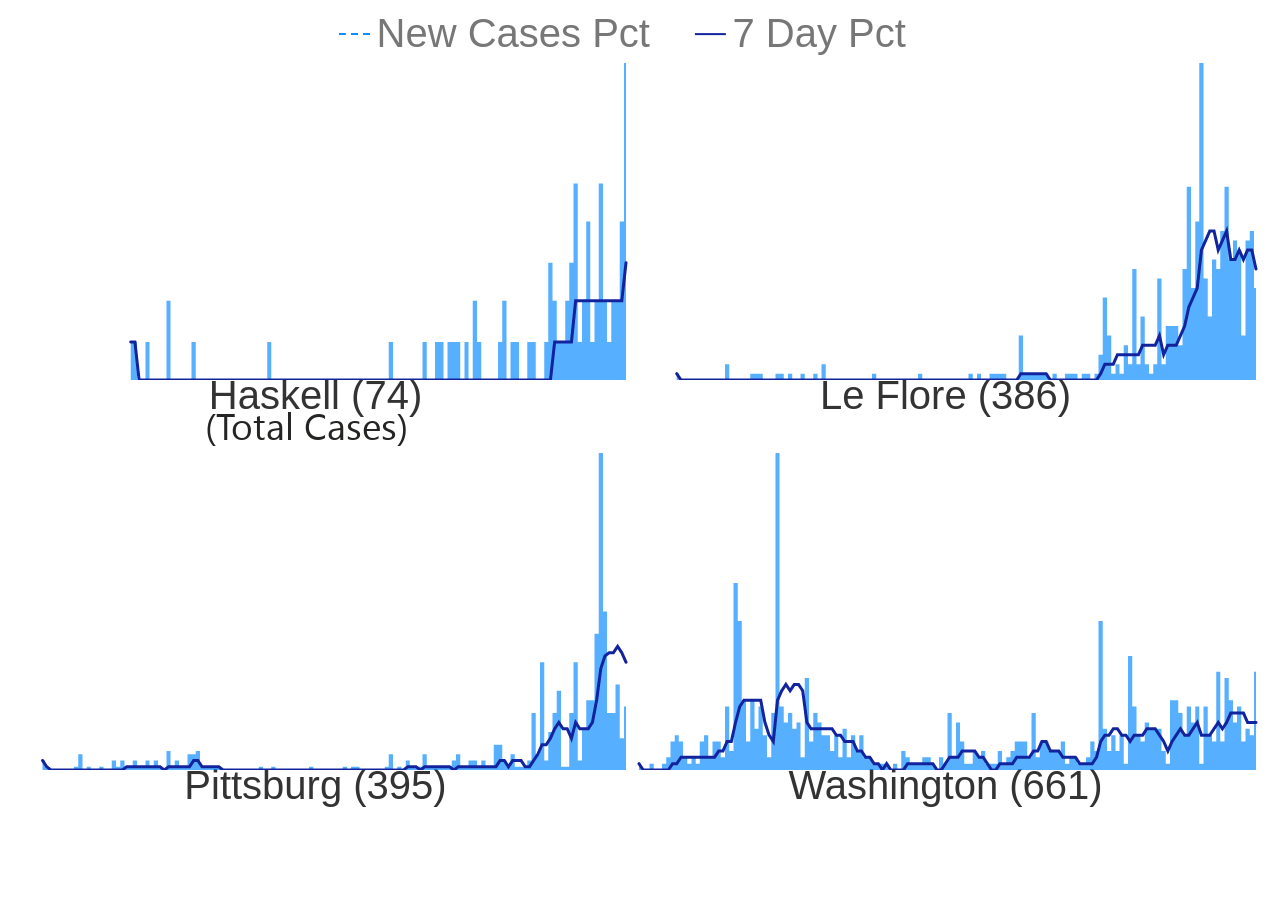 New Cases Pct 7 Day Pct
Haskell (74) Le Flore (386)
(Total Cases)
Pittsburg (395) Washington (661)